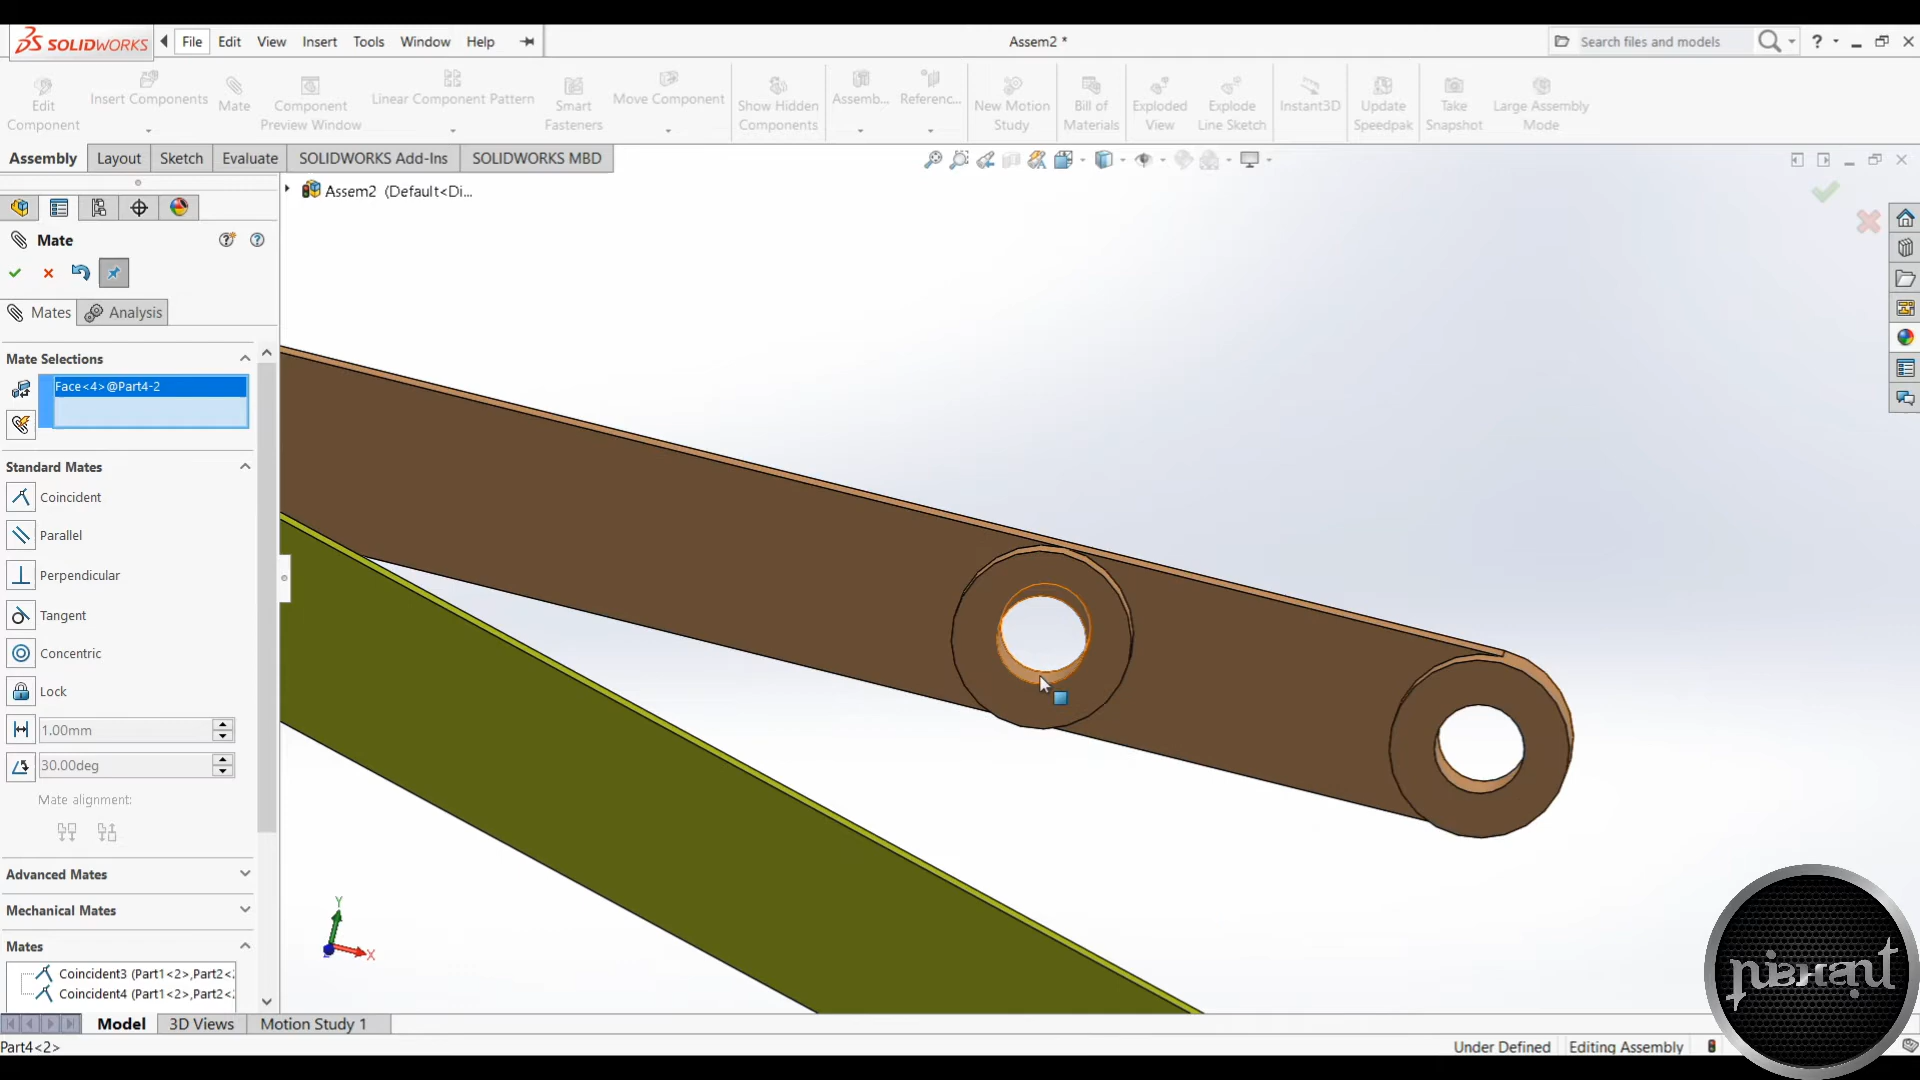 SOLIDWORKS File Edit View Insert Tools Window Help Assem2 * Search files and models ?
Edit Component
Insert Components
Mate
Component Preview Window
Linear Component Pattern
Smart Fasteners
Move Component
Show Hidden Components
Assemb...
Referenc...
New Motion Study
Bill of Materials
Exploded View
Explode Line Sketch
Instant3D
Update Speedpak
Take Snapshot
Large Assembly Mode
Assembly Layout Sketch Evaluate SOLIDWORKS Add-Ins SOLIDWORKS MBD
Assem2 (Default<Di...
Mate
Mates Analysis
Mate Selections
Face<4>@Part4-2
Standard Mates
Coincident
Parallel
Perpendicular
Tangent
Concentric
Lock
1.00mm
30.00deg
Mate alignment:
Advanced Mates
Mechanical Mates
Mates
Coincident3 (Part1<2>,Part2<
Coincident4 (Part1<2>,Part2<
Y
X
Model 3D Views Motion Study 1
Part4<2> Under Defined Editing Assembly